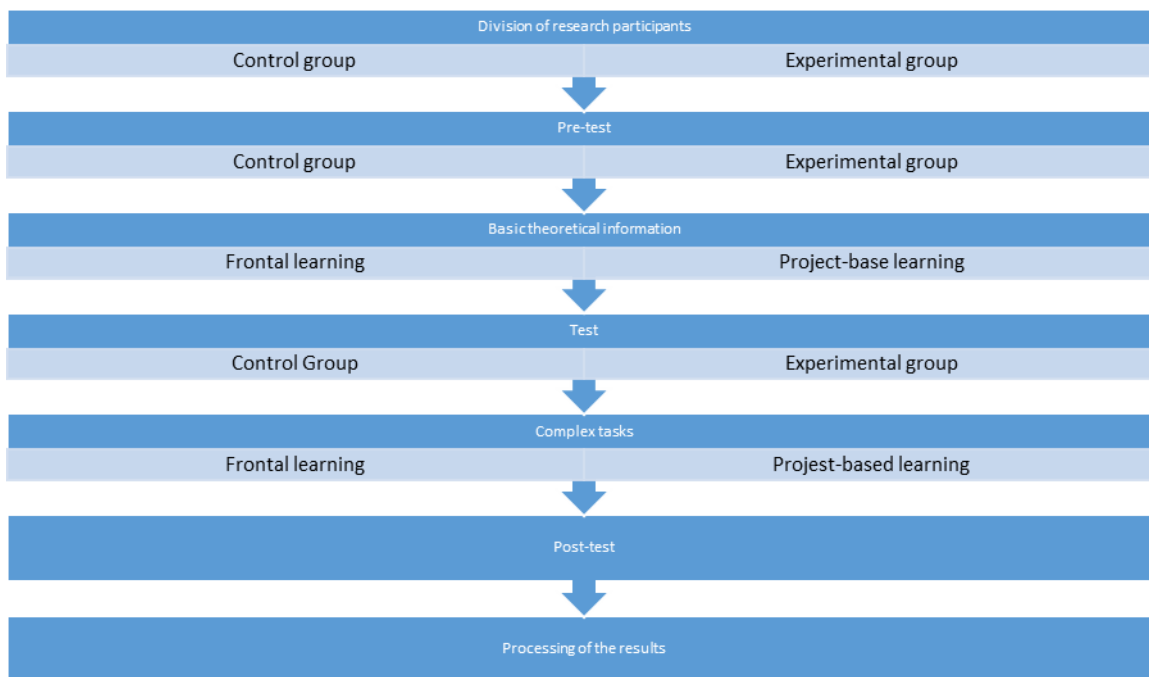 Division of research participants
Control group Experimental group
Pre-test
Control group Experimental group
Basic theoretical information
Frontal learning Project-base learning
Test
Control Group Experimental group
Complex tasks
Frontal learning Projest-based learning
Post-test
Processing of the results